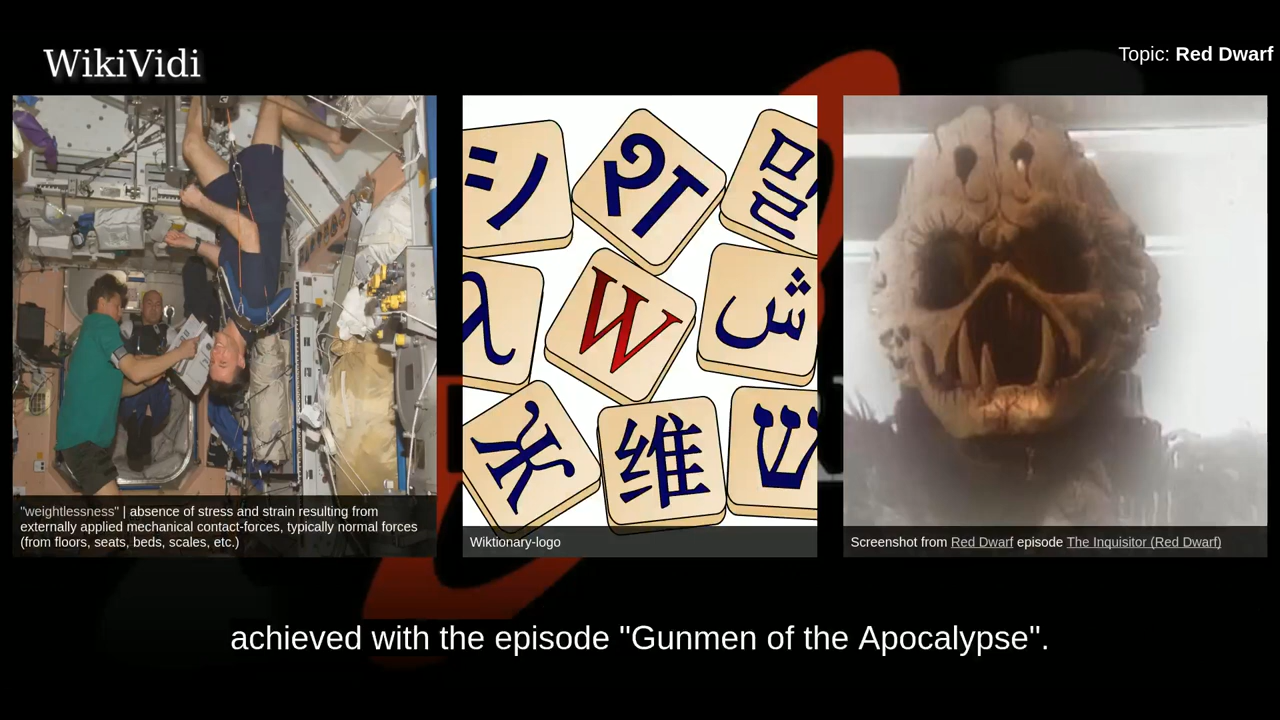 WikiVidi
Topic: Red Dwarf
シ
श
밀
W
ش
维
ש
"weightlessness" | absence of stress and strain resulting from
externally applied mechanical contact-forces, typically normal forces
(from floors, seats, beds, scales, etc.)
Wiktionary-logo
Screenshot from Red Dwarf episode The Inquisitor (Red Dwarf)
achieved with the episode "Gunmen of the Apocalypse".